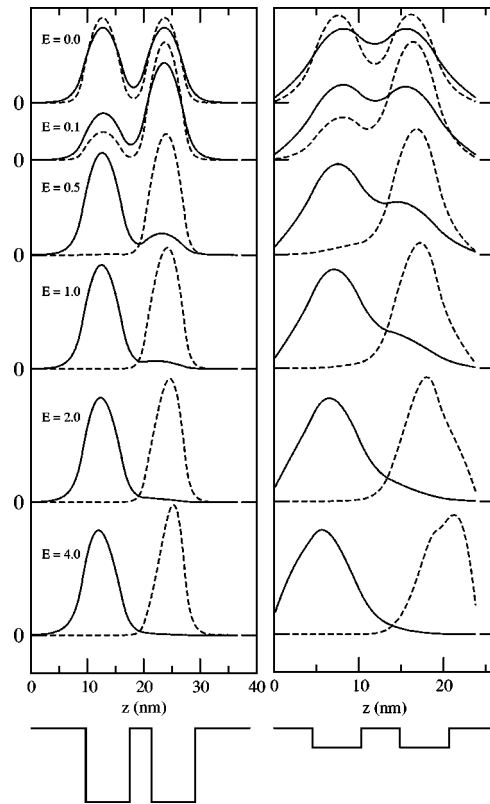 E = 0.0
0
E = 0.1
0
E = 0.5
0
E = 1.0
0
E = 2.0
0
E = 4.0
0
0 10 20 30 40
z (nm)
0 10 20
z (nm)